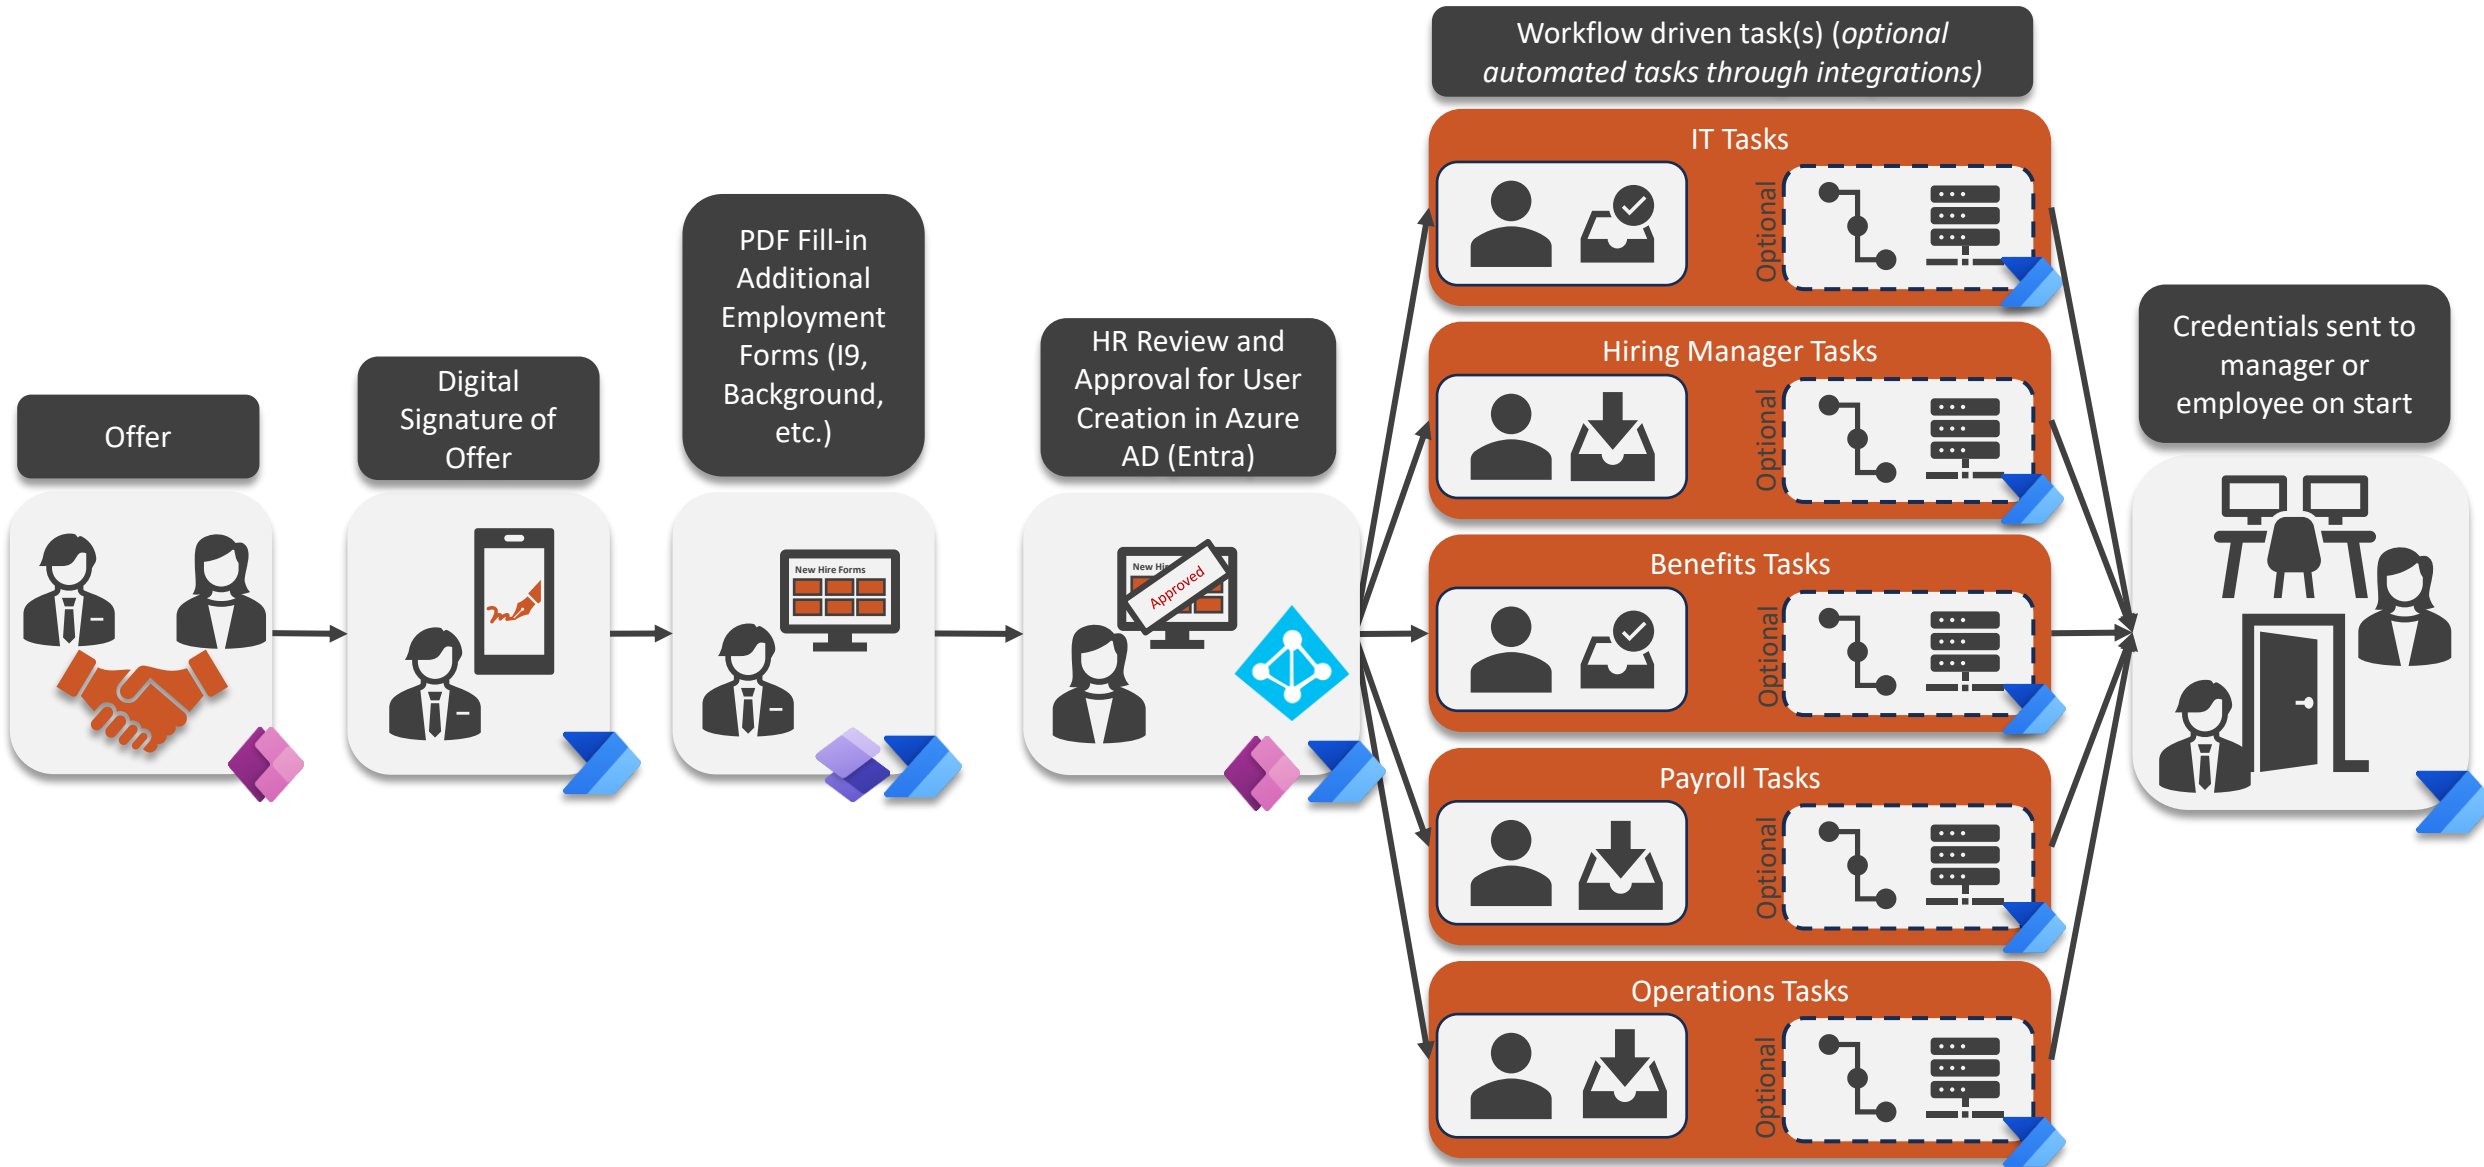 Offer
Digital
Signature of
Offer
PDF Fill-in
Additional
Employment
Forms (I9,
Background,
etc.)
New Hire Forms
HR Review and
Approval for User
Creation in Azure
AD (Entra)
New Hi
Approved
Workflow driven task(s) (optional
automated tasks through integrations)
IT Tasks
Optional
Hiring Manager Tasks
Optional
Benefits Tasks
Optional
Payroll Tasks
Optional
Operations Tasks
Optional
Credentials sent to
manager or
employee on start